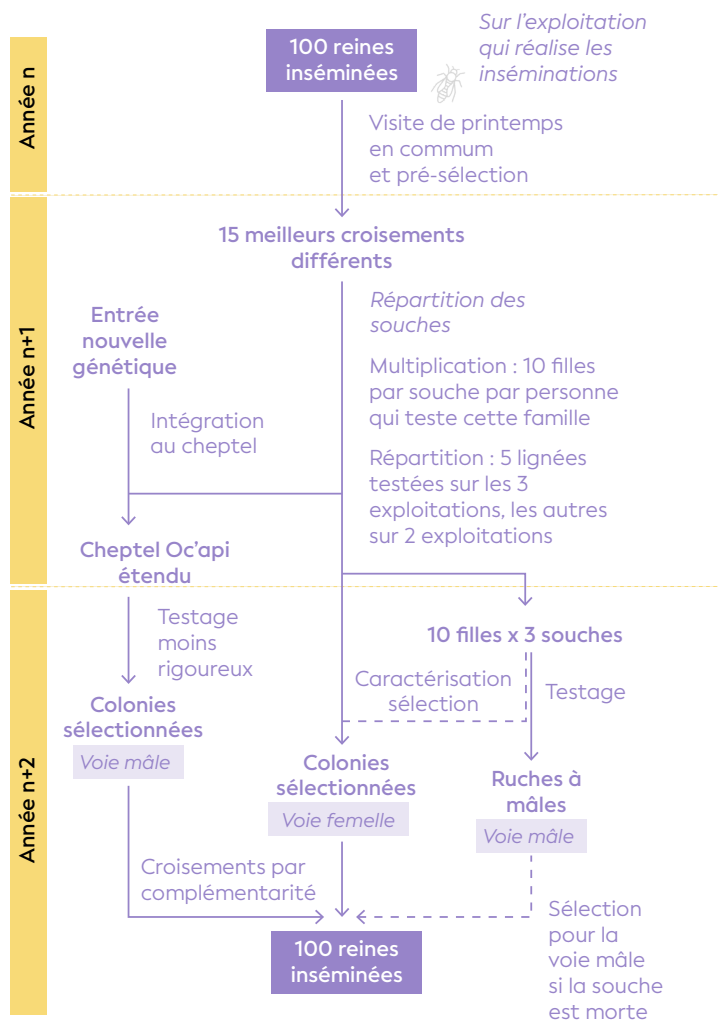 Année n
100 reines
inséminées
Sur l'exploitation
qui réalise les
inséminations
Visite de printemps
en commum
et pré-sélection
Année n+1
15 meilleurs croisements
différents
Entrée
nouvelle
génétique
Répartition des
souches
Multiplication : 10 filles
par souche par personne
qui teste cette famille
Intégration
au cheptel
Répartition : 5 lignées
testées sur les 3
exploitations, les autres
sur 2 exploitations
Cheptel Oc’api
étendu
Année n+2
Testage
moins
rigoureux
10 filles x 3 souches
Caractérisation
sélection
Testage
Colonies
sélectionnées
Voie mâle
Colonies
sélectionnées
Voie femelle
Ruches à
mâles
Voie mâle
Croisements par
complémentarité
Sélection
pour la
voie mâle
si la souche
est morte
100 reines
inséminées